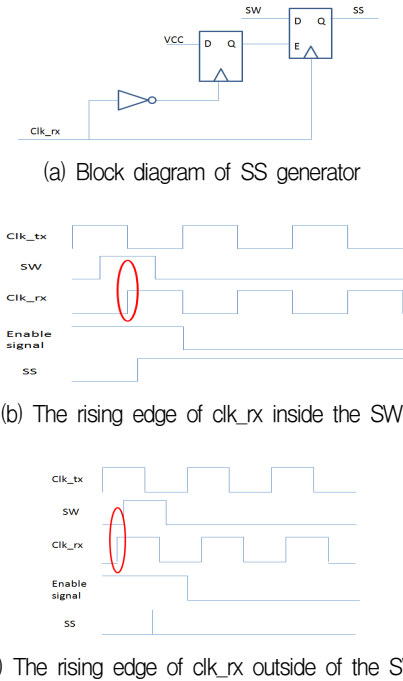 SW SS
D Q
VCC D Q
E
Clk_rx
(a) Block diagram of SS generator
Clk_tx
SW
Clk_rx
Enable
signal
SS
(b) The rising edge of clk_rx inside the SW
Clk_tx
SW
Clk_rx
Enable
signal
SS
) The rising edge of clk_rx outside of the S